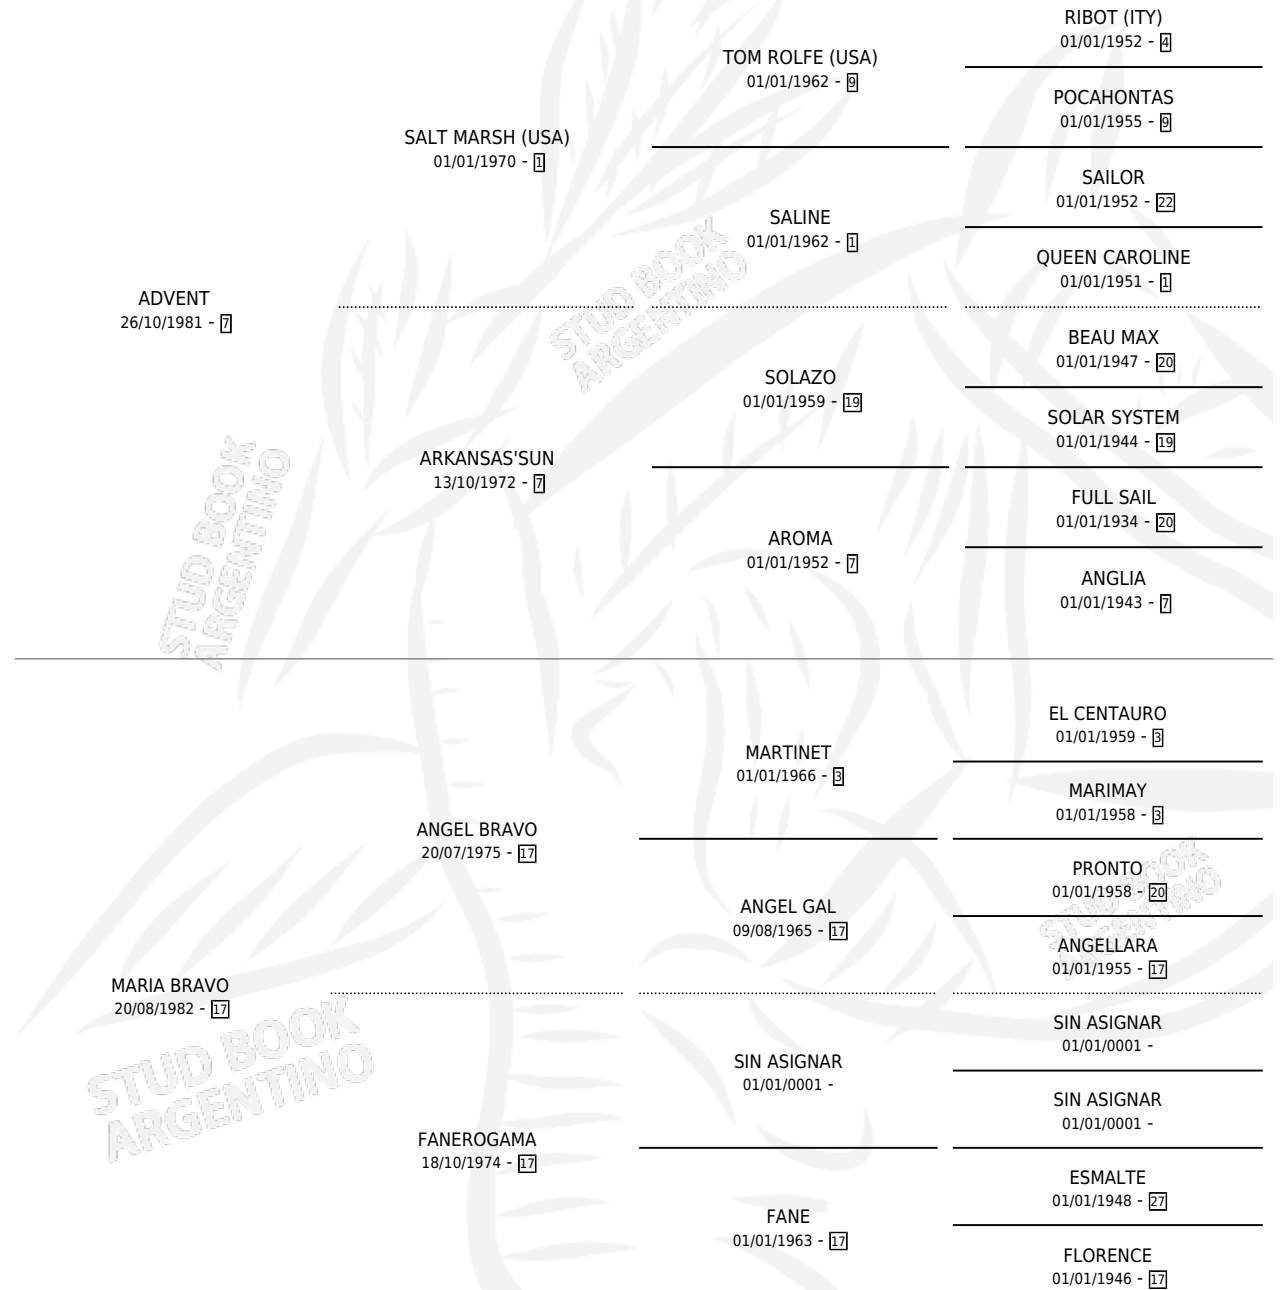 RIBOT (ITY)
01/01/1952 - 4
TOM ROLFE (USA)
01/01/1962 - 9
POCAHONTAS
01/01/1955 - 9
SALT MARSH (USA)
01/01/1970 - 1
SAILOR
01/01/1952 - 22
SALINE
01/01/1962 - 1
QUEEN CAROLINE
01/01/1951 - 1
ADVENT
26/10/1981 - 7
STUD BOOK
ARGENTINO
BEAU MAX
01/01/1947 - 20
SOLAZO
01/01/1959 - 19
SOLAR SYSTEM
01/01/1944 - 19
ARKANSAS'SUN
13/10/1972 - 7
FULL SAIL
01/01/1934 - 20
AROMA
01/01/1952 - 7
ANGLIA
01/01/1943 - 7
STUD BOOK
ARGENTINO
EL CENTAURO
01/01/1959 - 3
MARTINET
01/01/1966 - 3
MARIMAY
01/01/1958 - 3
ANGEL BRAVO
20/07/1975 - 17
PRONTO
01/01/1958 - 20
ANGEL GAL
09/08/1965 - 17
STUD BOOK
ARGENTINO
ANGELLARA
01/01/1955 - 17
MARIA BRAVO
20/08/1982 - 17
SIN ASIGNAR
01/01/0001 -
SIN ASIGNAR
01/01/0001 -
STUD BOOK
ARGENTINO
SIN ASIGNAR
01/01/0001 -
FANEROGAMA
18/10/1974 - 17
ESMALTE
01/01/1948 - 27
FANE
01/01/1963 - 17
FLORENCE
01/01/1946 - 17